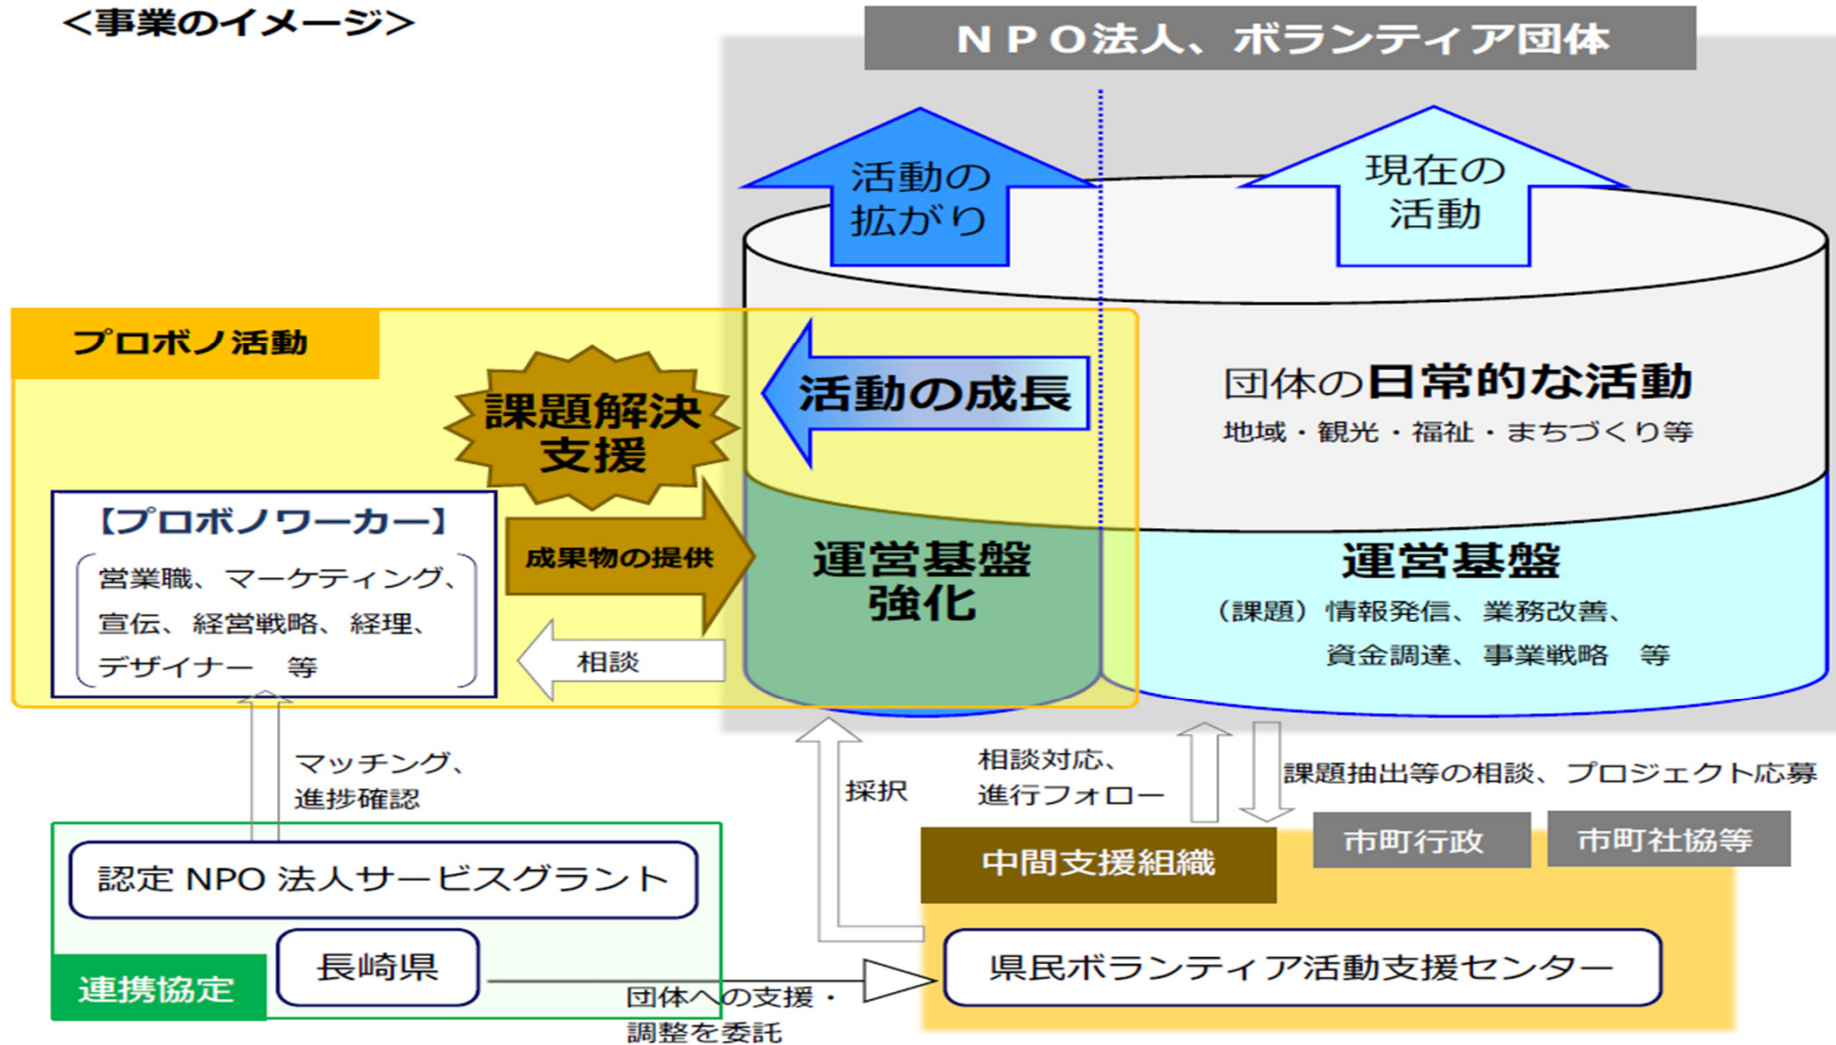 ＜事業のイメージ＞
ＮＰＯ法人、ボランティア団体
活動の
拡がり
現在の
活動
プロボノ活動
課題解決
支援
活動の成長
団体の日常的な活動
地域・観光・福祉・まちづくり等
【プロボノワーカー】
営業職、マーケティング、
宣伝、経営戦略、経理、
デザイナー　等
成果物の提供
相談
運営基盤
強化
運営基盤
（課題）情報発信、業務改善、
資金調達、事業戦略　等
マッチング、
進捗確認
採択
相談対応、
進行フォロー
課題抽出等の相談、プロジェクト応募
認定 NPO 法人サービスグラント
長崎県
連携協定
団体への支援・
調整を委託
中間支援組織
市町行政
市町社協等
県民ボランティア活動支援センター